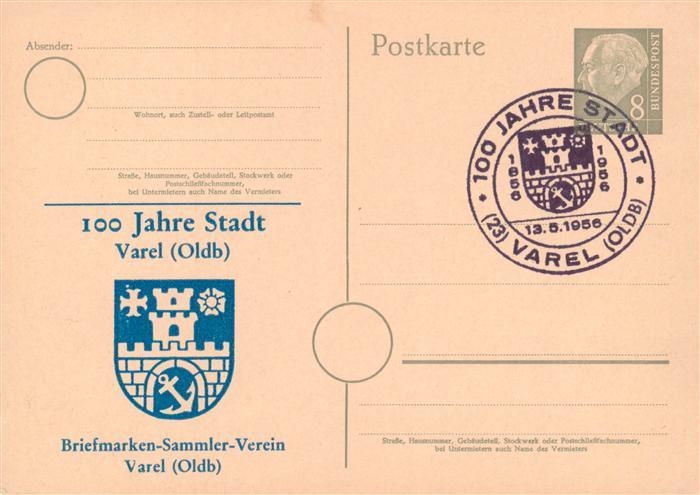 Absender:
Wohnort, auch Zustell- oder Leitpostamt
Straße, Hausnummer, Gebäudeteil, Stockwerk oder
Postschließfachnummer,
bei Untermietern auch Name des Vermieters
100 Jahre Stadt
Varel (Oldb)
Briefmarken-Sammler-Verein
Varel (Oldb)
Postkarte
8
BUNDESPOST
* 100 JAHRE STADT *
1856
1956
13.5.1956
(23) VAREL (OLDB)
Straße, Hausnummer, Gebäudeteil, Stockwerk oder Postschließfachnummer,
bei Untermietern auch Name des Vermieters